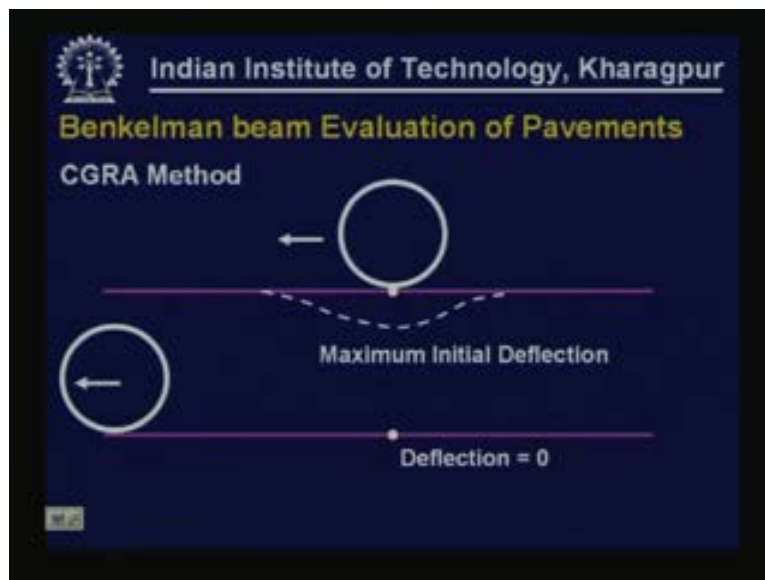 Indian Institute of Technology, Kharagpur
Benkelman beam Evaluation of Pavements
CGRA Method
Maximum Initial Deflection
Deflection = 0